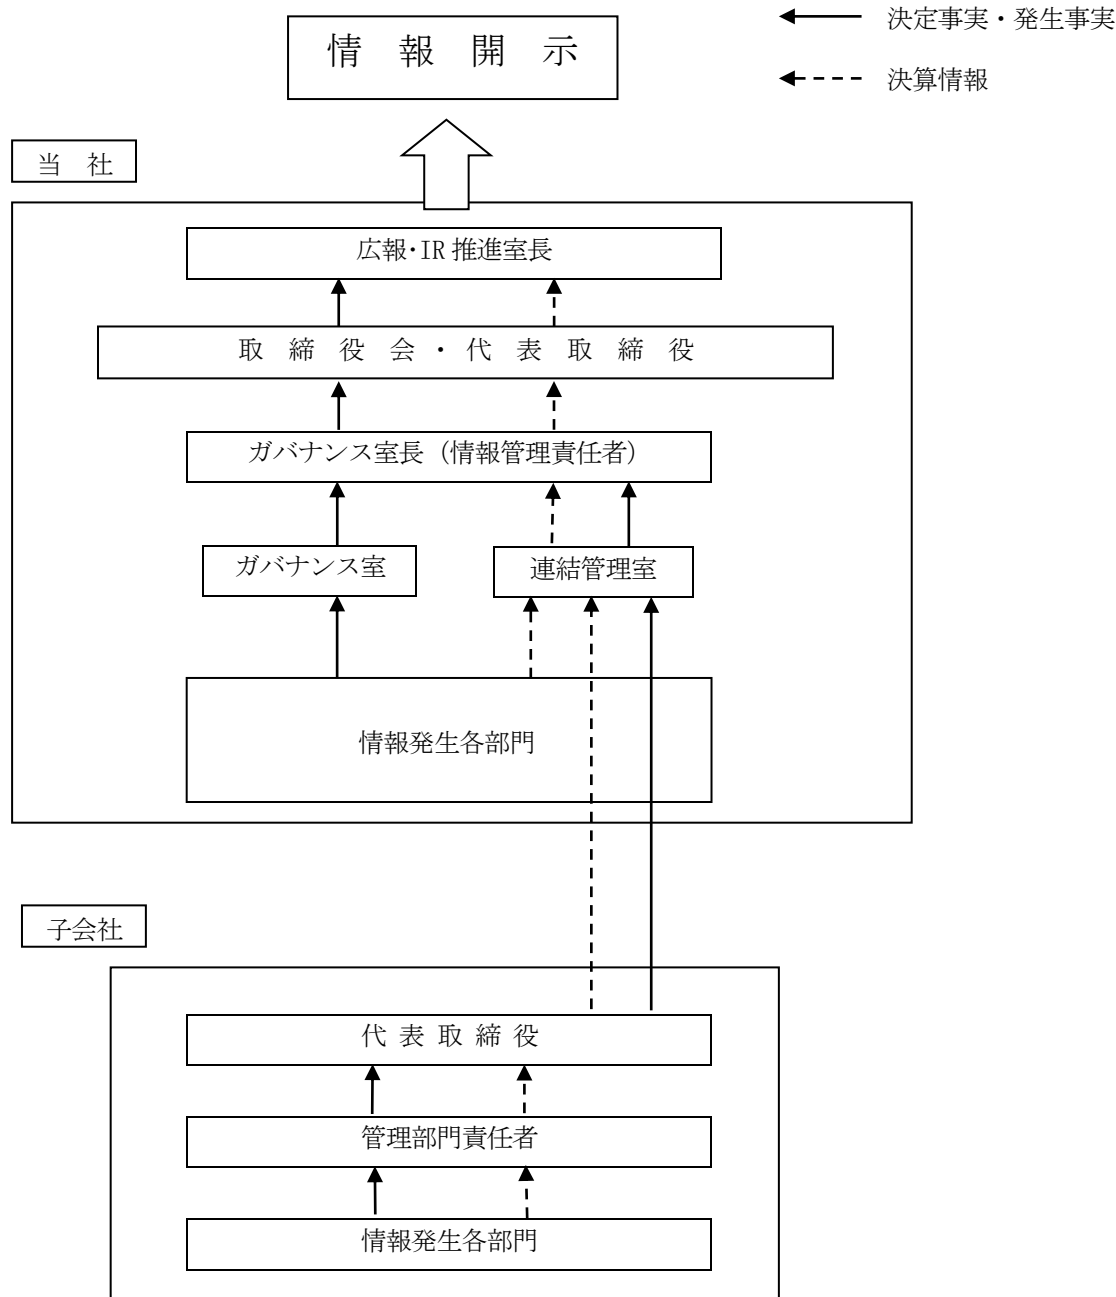 情 報 開 示
決定事実・発生事実
決算情報
当 社
広報・IR 推進室長
取 締 役 会 ・ 代 表 取 締 役
ガバナンス室長（情報管理責任者）
ガバナンス室
連結管理室
情報発生各部門
子会社
代 表 取 締 役
管理部門責任者
情報発生各部門